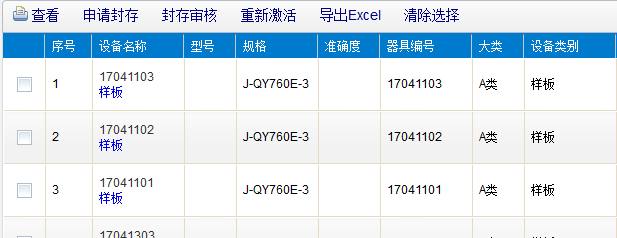 查看 申请封存 封存审核 重新激活 导出Excel 清除选择
序号 设备名称 型号 规格 准确度 器具编号 大类 设备类别
1 17041103 J-QY760E-3 17041103 A类 样板
样板
2 17041102 J-QY760E-3 17041102 A类 样板
样板
3 17041101 J-QY760E-3 17041101 A类 样板
样板
17041303